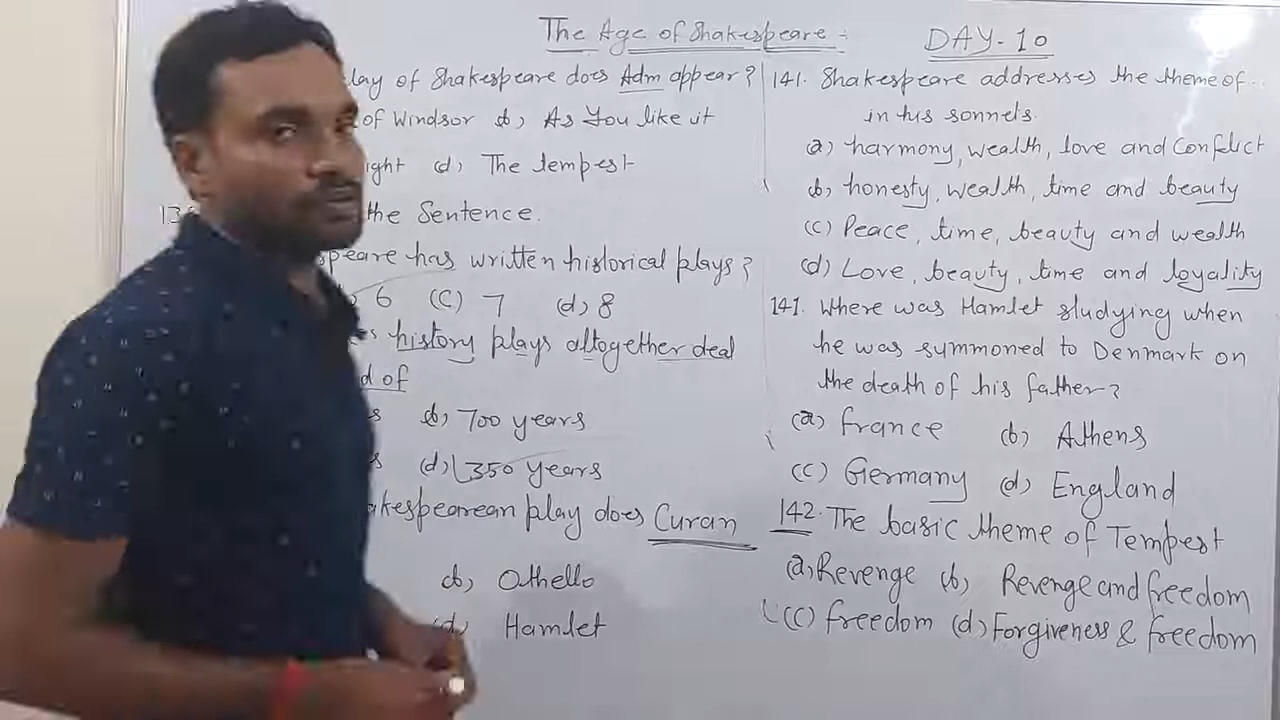 The Age of Shakespeare :
DAY-10
lay of Shakespeare does Adm appear?
of Windsor b) As You like it
ight (d) The tempest
13
the Sentence.
speare has written historical plays?
6 (C) 7 (d) 8
s history plays altogether deal
d of
s b) 700 years
s (d) 350 years
akespearean play does Curan
b) Othello
(d) Hamlet
141. Shakespeare addresses the theme of..
in his sonnets.
(a) harmony, wealth, love and Conflict
(b) honesty, wealth, time and beauty
(c) Peace, time, beauty and wealth
(d) Love, beauty, time and loyality
141. Where was Hamlet studying when
he was summoned to Denmark on
the death of his father?
(a) france (b) Athens
(c) Germany (d) England
142. The basic theme of Tempest
(a) Revenge (b) Revenge and freedom
(c) freedom (d) Forgiveness & freedom